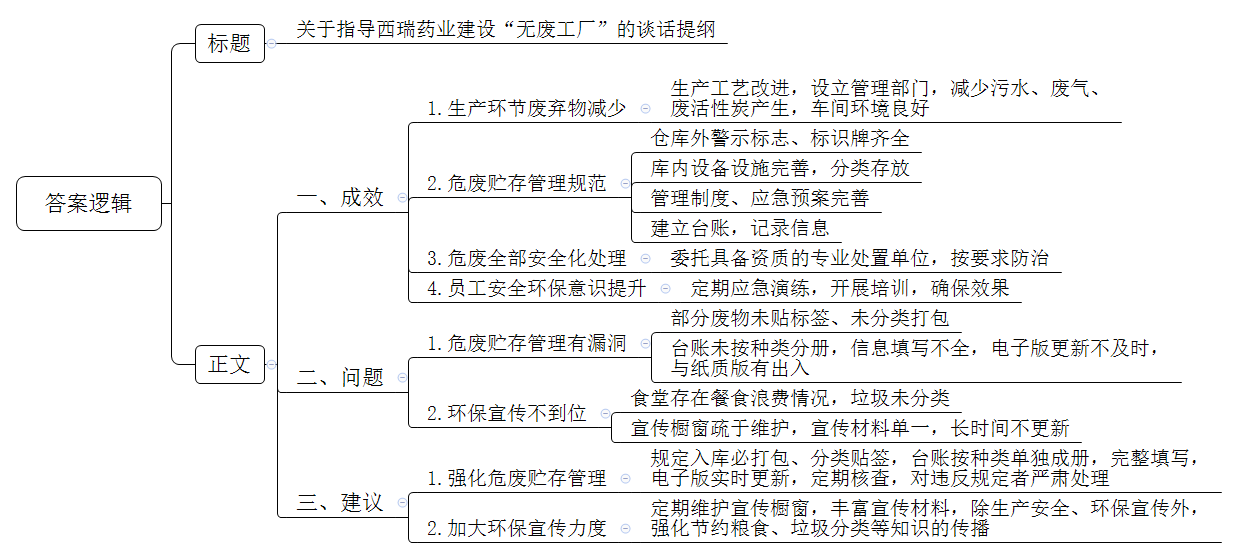 答案逻辑
标题
关于指导西瑞药业建设“无废工厂”的谈话提纲
正文
一、成效
1.生产环节废弃物减少
生产工艺改进，设立管理部门，减少污水、废气、
废活性炭产生，车间环境良好
2.危废贮存管理规范
仓库外警示标志、标识牌齐全
库内设备设施完善，分类存放
管理制度、应急预案完善
建立台账，记录信息
3.危废全部安全化处理
委托具备资质的专业处置单位，按要求防治
4.员工安全环保意识提升
定期应急演练，开展培训，确保效果
二、问题
1.危废贮存管理有漏洞
部分废物未贴标签、未分类打包
台账未按种类分册，信息填写不全，电子版更新不及时，
与纸质版有出入
2.环保宣传不到位
食堂存在餐食浪费情况，垃圾未分类
宣传橱窗疏于维护，宣传材料单一，长时间不更新
三、建议
1.强化危废贮存管理
规定入库必打包、分类贴签，台账按种类单独成册，完整填写，
电子版实时更新，定期核查，对违反规定者严肃处理
2.加大环保宣传力度
定期维护宣传橱窗，丰富宣传材料，除生产安全、环保宣传外，
强化节约粮食、垃圾分类等知识的传播